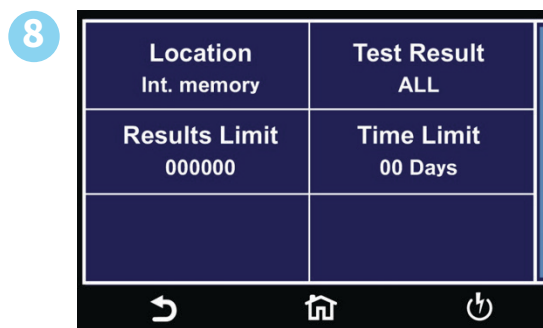 8
Location
Int. memory
Test Result
ALL
Results Limit
000000
Time Limit
00 Days